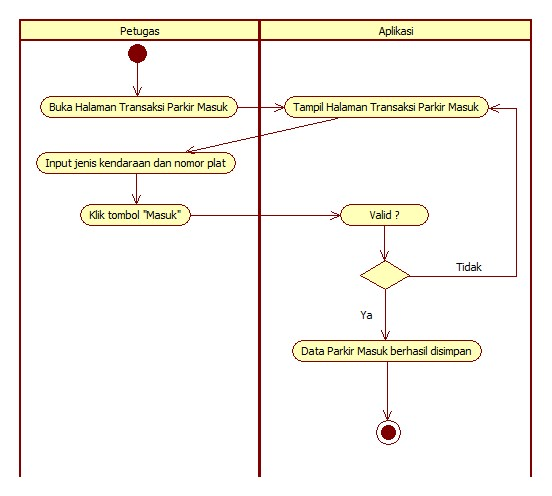 Petugas
Aplikasi
Buka Halaman Transaksi Parkir Masuk
Tampil Halaman Transaksi Parkir Masuk
Input jenis kendaraan dan nomor plat
Klik tombol "Masuk"
Valid ?
Tidak
Ya
Data Parkir Masuk berhasil disimpan